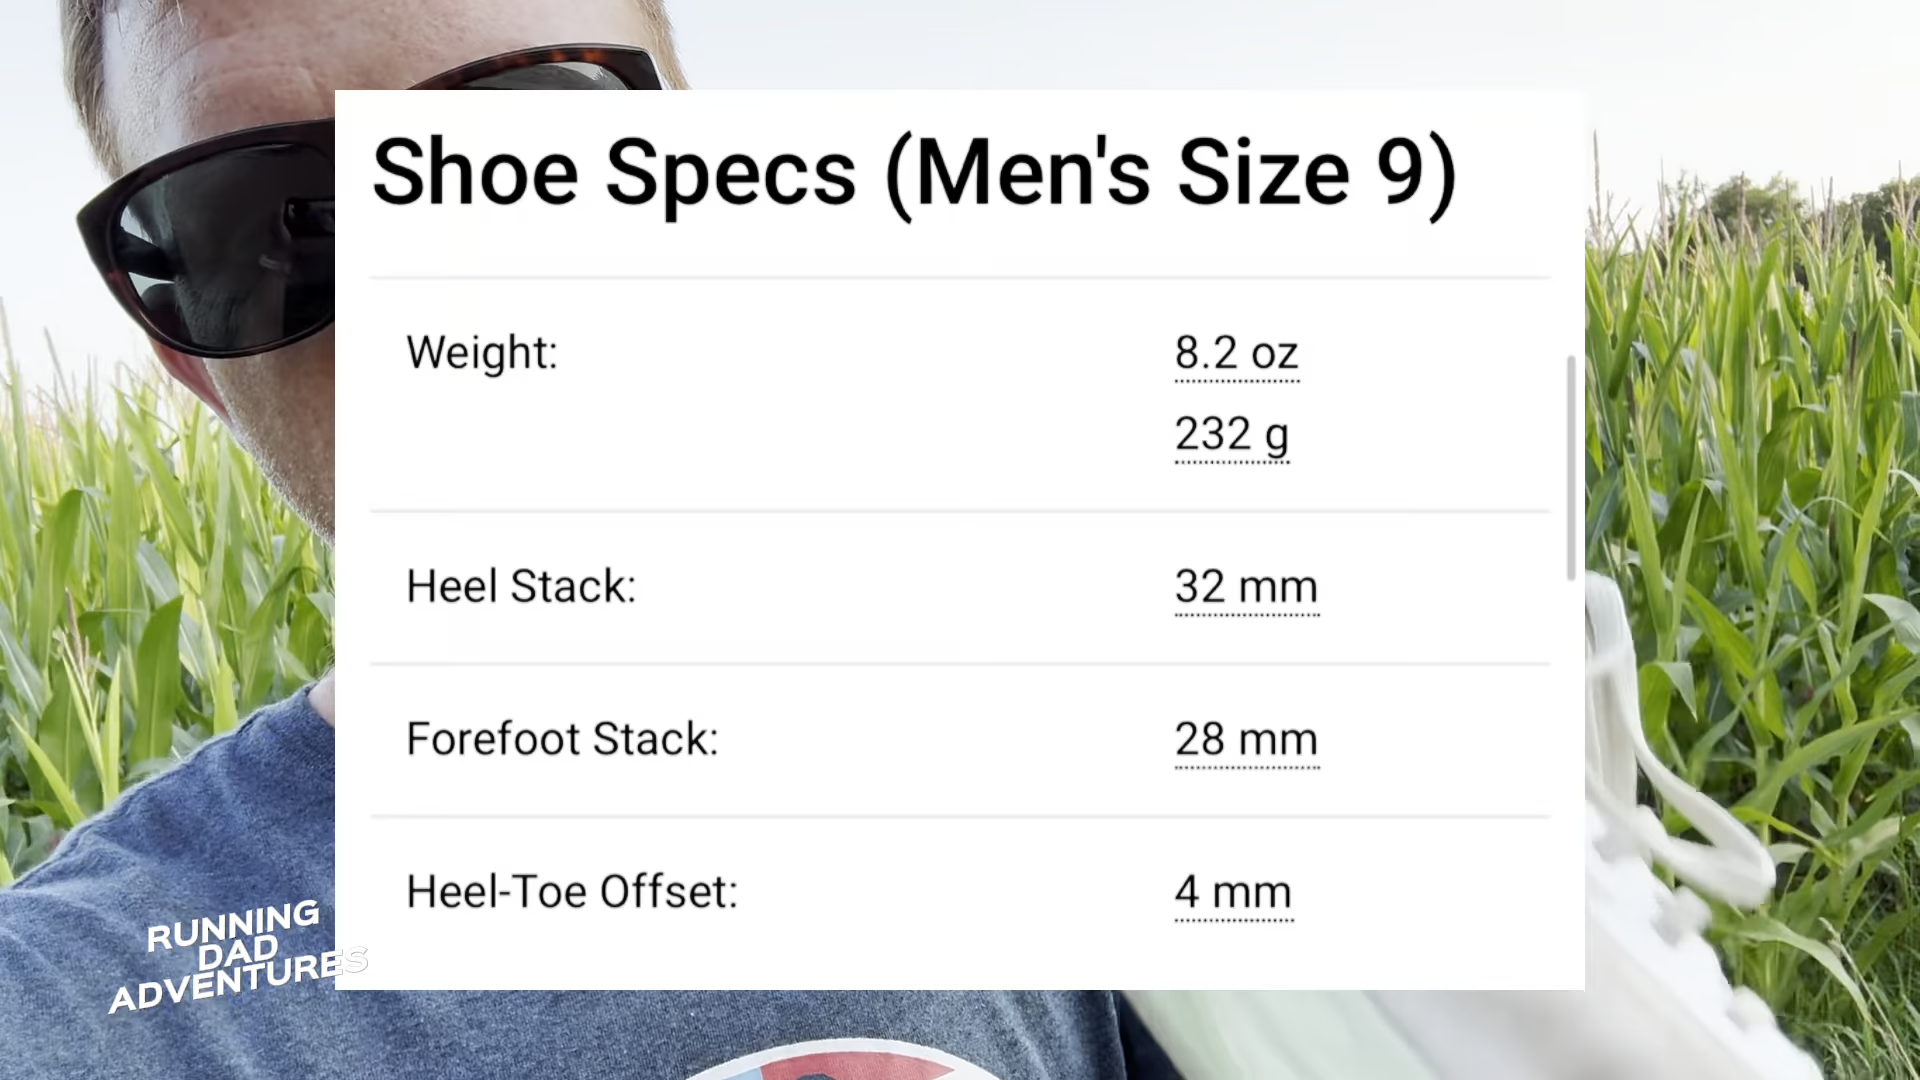 Shoe Specs (Men's Size 9)
Weight: 8.2 oz
232 g
Heel Stack: 32 mm
Forefoot Stack: 28 mm
Heel-Toe Offset: 4 mm
RUNNING
DAD
ADVENTURES